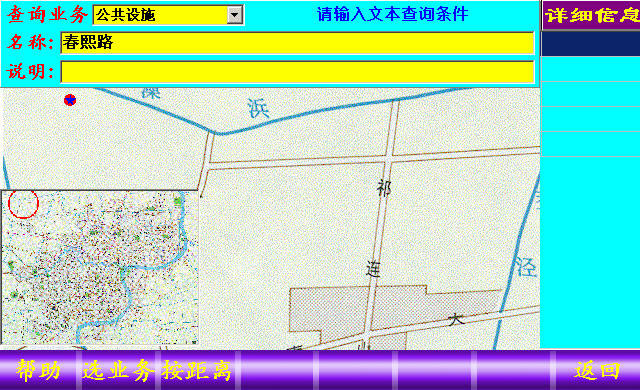 查询业务 公共设施 请输入文本查询条件 详细信息
名称: 春熙路
说明:
藻
浜
祁
连
泾
大
帮助 选业务 按距离 返回